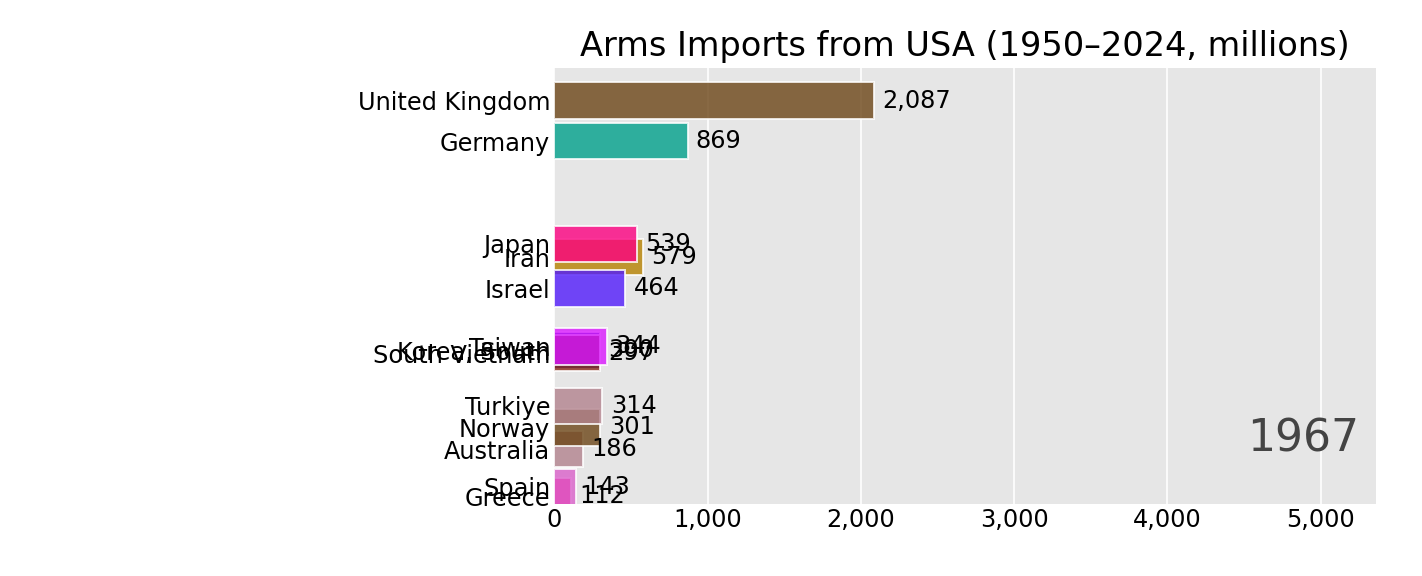 Arms Imports from USA (1950–2024, millions)
United Kingdom 2,087
Germany 869
Japan 539
Iran 579
Israel 464
Taiwan 344
South Vietnam 297
Turkiye 314
Norway 301
Australia 186
Spain 143
Greece 112
1967
0 1,000 2,000 3,000 4,000 5,000